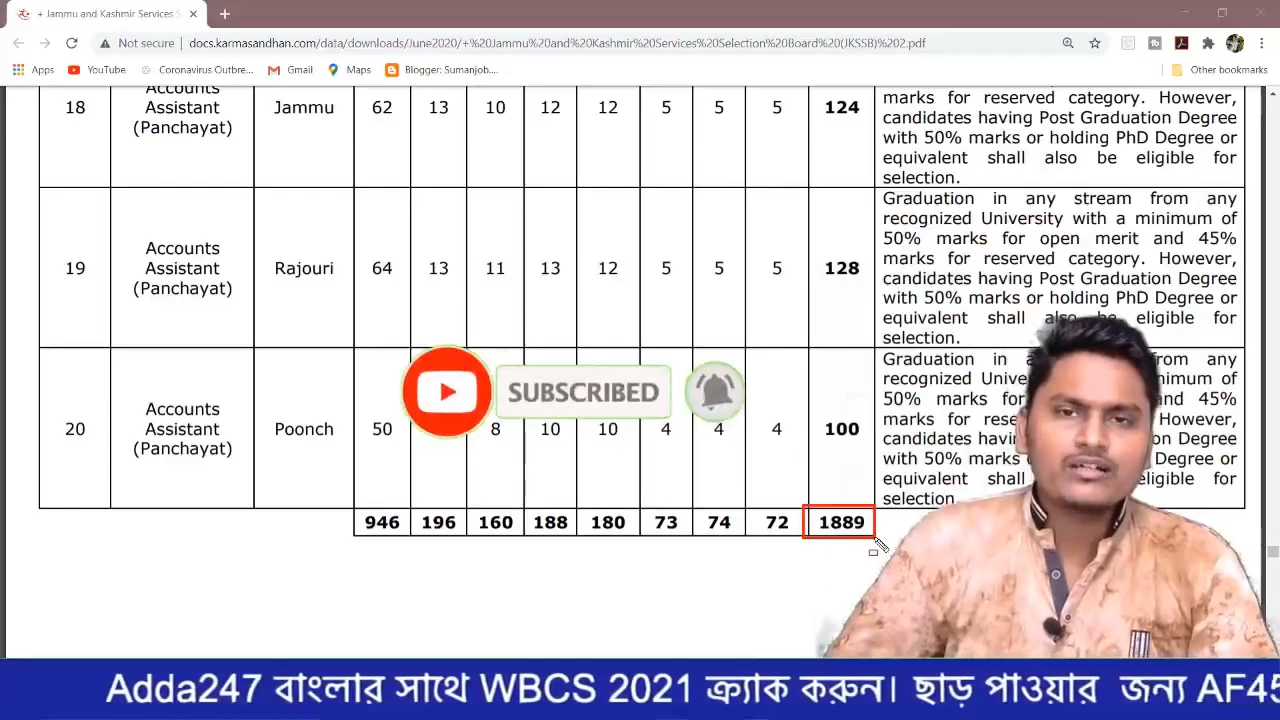 + Jammu and Kashmir Services S
Not secure | docs.karmasandhan.com/data/downloads/June2020/+%20Jammu%20and%20Kashmir%20Services%20Selection%20Board%20(JKSSB)%202.pdf
Apps YouTube Coronavirus Outbre... Gmail Maps Blogger: Sumanjob.... Other bookmarks
18 Accounts Assistant (Panchayat) Jammu 62 13 10 12 12 5 5 5 124
marks for reserved category. However,
candidates having Post Graduation Degree
with 50% marks or holding PhD Degree or
equivalent shall also be eligible for
selection.
19 Accounts Assistant (Panchayat) Rajouri 64 13 11 13 12 5 5 5 128
Graduation in any stream from any
recognized University with a minimum of
50% marks for open merit and 45%
marks for reserved category. However,
candidates having Post Graduation Degree
with 50% marks or holding PhD Degree or
equivalent shall also be eligible for
selection.
20 Accounts Assistant (Panchayat) Poonch 50 8 10 10 4 4 4 100
Graduation in from any
recognized minimum of
50% marks for and 45%
marks for However,
candidates Degree
with 50% marks Degree or
equivalent shall eligible for
selection.
SUBSCRIBED
946 196 160 188 180 73 74 72 1889
Adda247 বাংলার সাথে WBCS 2021 ক্র্যাক করুন। ছাড় পাওয়ার জন্য AF45